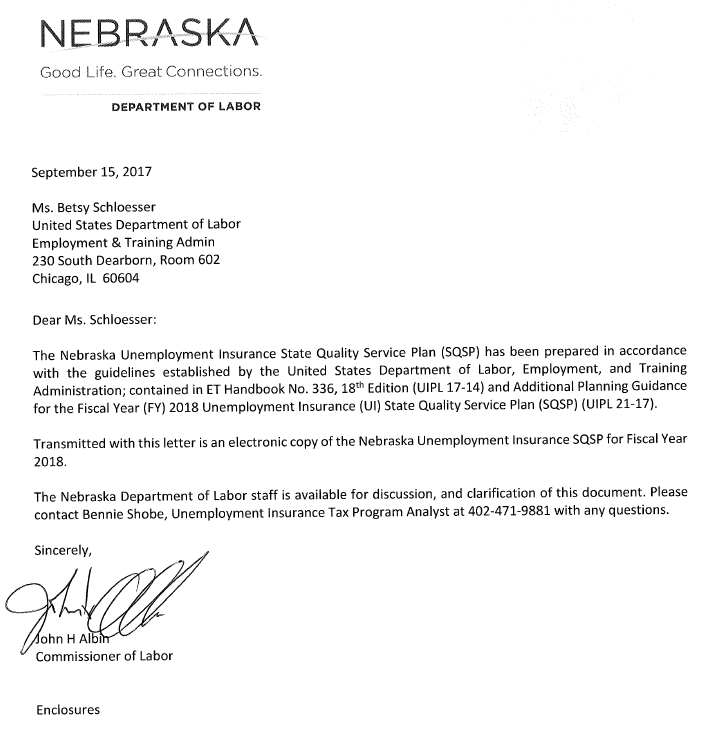 NEBRASKA
Good Life. Great Connections.
DEPARTMENT OF LABOR
September 15, 2017
Ms. Betsy Schloesser
United States Department of Labor
Employment & Training Admin
230 South Dearborn, Room 602
Chicago, IL 60604
Dear Ms. Schloesser:
The Nebraska Unemployment Insurance State Quality Service Plan (SQSP) has been prepared in accordance
with the guidelines established by the United States Department of Labor, Employment, and Training
Administration; contained in ET Handbook No. 336, 18th Edition (UIPL 17-14) and Additional Planning Guidance
for the Fiscal Year (FY) 2018 Unemployment Insurance (UI) State Quality Service Plan (SQSP) (UIPL 21-17).
Transmitted with this letter is an electronic copy of the Nebraska Unemployment Insurance SQSP for Fiscal Year
2018.
The Nebraska Department of Labor staff is available for discussion, and clarification of this document. Please
contact Bennie Shobe, Unemployment Insurance Tax Program Analyst at 402-471-9881 with any questions.
Sincerely,
John H Albin
Commissioner of Labor
Enclosures